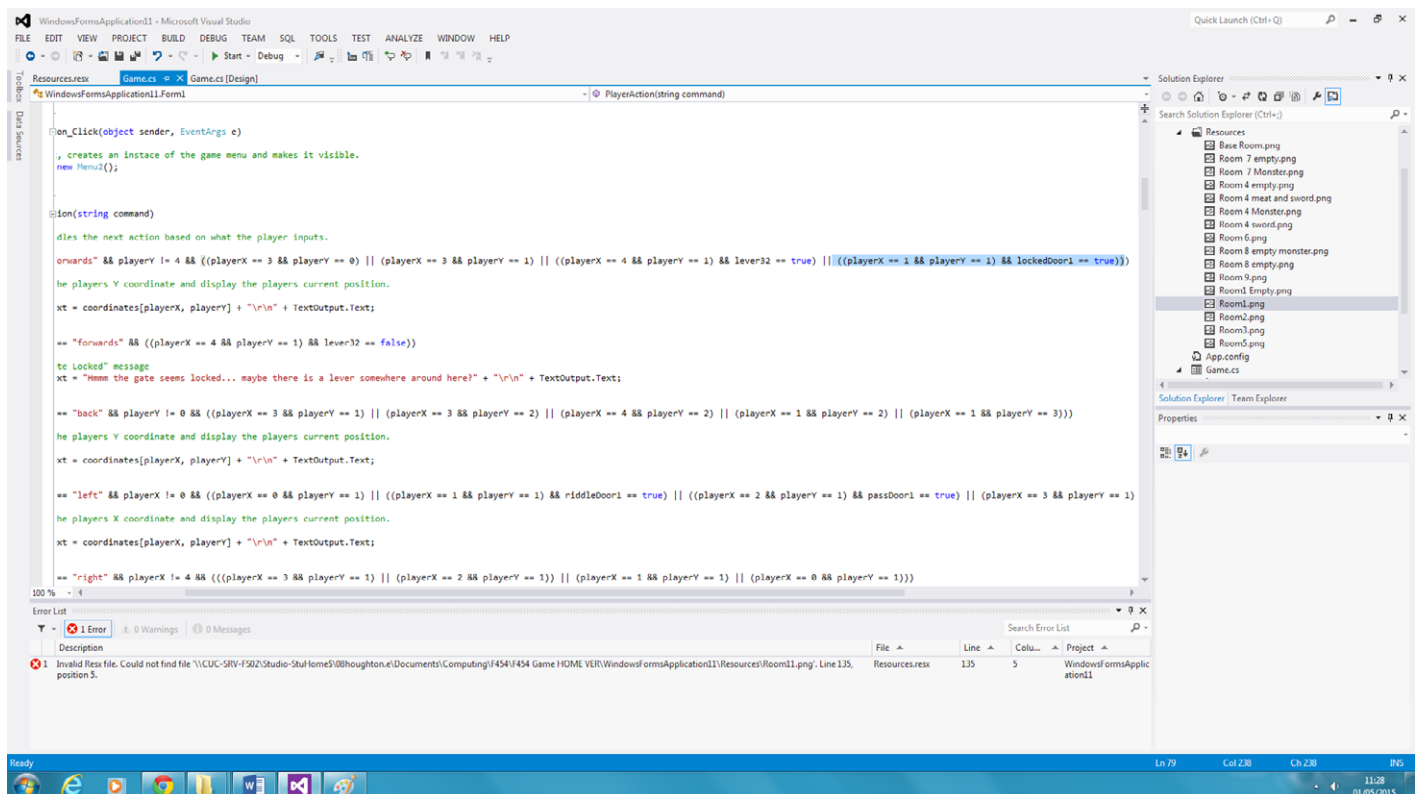 WindowsFormsApplication11 - Microsoft Visual Studio
Quick Launch (Ctrl+Q)
FILE EDIT VIEW PROJECT BUILD DEBUG TEAM SQL TOOLS TEST ANALYZE WINDOW HELP
Start - Debug
Toolbox
Data Sources
Resources.resx Game.cs Game.cs [Design]
WindowsFormsApplication11.Form1 PlayerAction(string command)
on_Click(object sender, EventArgs e)
, creates an instace of the game menu and makes it visible.
new Menu2();
ion(string command)
dles the next action based on what the player inputs.
orwards" && playerY != 4 && ((playerX == 3 && playerY == 0) || (playerX == 3 && playerY == 1) || ((playerX == 4 && playerY == 1) && lever32 == true) || ((playerX == 1 && playerY == 1) && lockedDoor1 == true)))
he players Y coordinate and display the players current position.
xt = coordinates[playerX, playerY] + "\r\n" + TextOutput.Text;
== "forwards" && ((playerX == 4 && playerY == 1) && lever32 == false))
te Locked" message
xt = "Hmmm the gate seems locked... maybe there is a lever somewhere around here?" + "\r\n" + TextOutput.Text;
== "back" && playerY != 0 && ((playerX == 3 && playerY == 1) || (playerX == 3 && playerY == 2) || (playerX == 4 && playerY == 2) || (playerX == 1 && playerY == 2) || (playerX == 1 && playerY == 3)))
he players Y coordinate and display the players current position.
xt = coordinates[playerX, playerY] + "\r\n" + TextOutput.Text;
== "left" && playerX != 0 && ((playerX == 0 && playerY == 1) || ((playerX == 1 && playerY == 1) && riddleDoor1 == true) || ((playerX == 2 && playerY == 1) && passDoor1 == true) || (playerX == 3 && playerY == 1)
he players X coordinate and display the players current position.
xt = coordinates[playerX, playerY] + "\r\n" + TextOutput.Text;
== "right" && playerX != 4 && (((playerX == 3 && playerY == 1) || (playerX == 2 && playerY == 1)) || (playerX == 1 && playerY == 1) || (playerX == 0 && playerY == 1)))
100 %
Solution Explorer
Search Solution Explorer (Ctrl+;)
Resources
Base Room.png
Room 7 empty.png
Room 7 Monster.png
Room 4 empty.png
Room 4 meat and sword.png
Room 4 Monster.png
Room 4 sword.png
Room 6.png
Room 8 empty monster.png
Room 8 empty.png
Room 9.png
Room1 Empty.png
Room1.png
Room2.png
Room3.png
Room5.png
App.config
Game.cs
Solution Explorer Team Explorer
Properties
Error List
1 Error 0 Warnings 0 Messages
Search Error List
Description File Line Colu... Project
1 Invalid Resx file. Could not find file '\\CUC-SRV-FS02\Studio-StuHomeS\08houghton.e\Documents\Computing\F454\F454 Game HOME VER\WindowsFormsApplication11\Resources\Room11.png'. Line 135, Resources.resx 135 5 WindowsFormsApplic
position 5. ation11
Ready Ln 79 Col 238 Ch 238 INS
11:28
01/05/2015